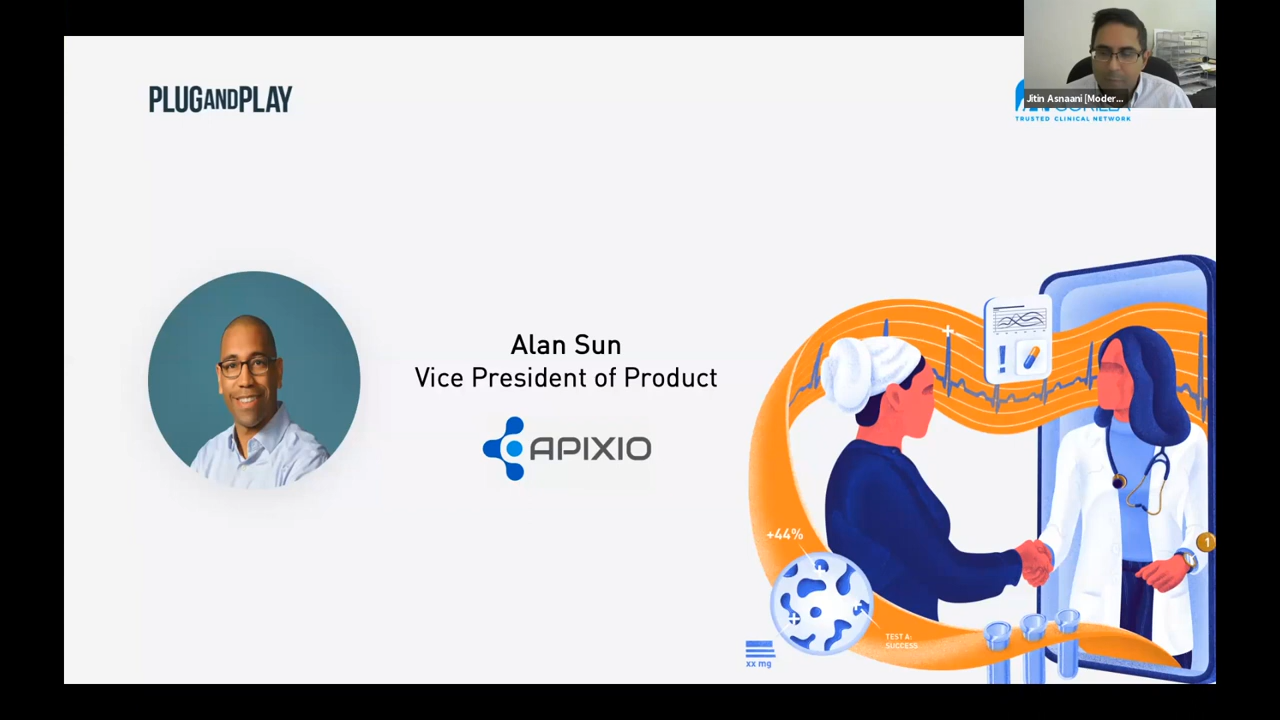 PLUGANDPLAY
Jitin Asnaani [Moder...
TRUSTED CLINICAL NETWORK
Alan Sun
Vice President of Product
APIXIO
+44%
1
TEST A:
SUCCESS
xx mg